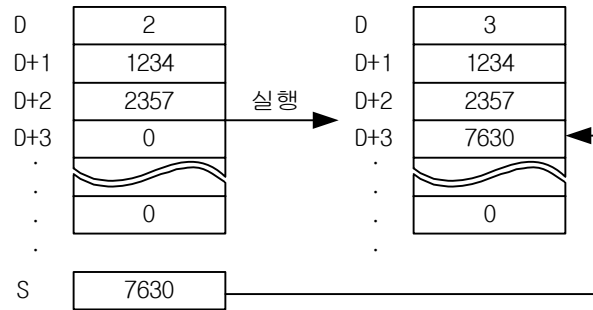 D 2 D 3
D+1 1234 D+1 1234
D+2 2357 실행 D+2 2357
D+3 0 D+3 7630
. .
. .
. 0 . 0
. .
S 7630